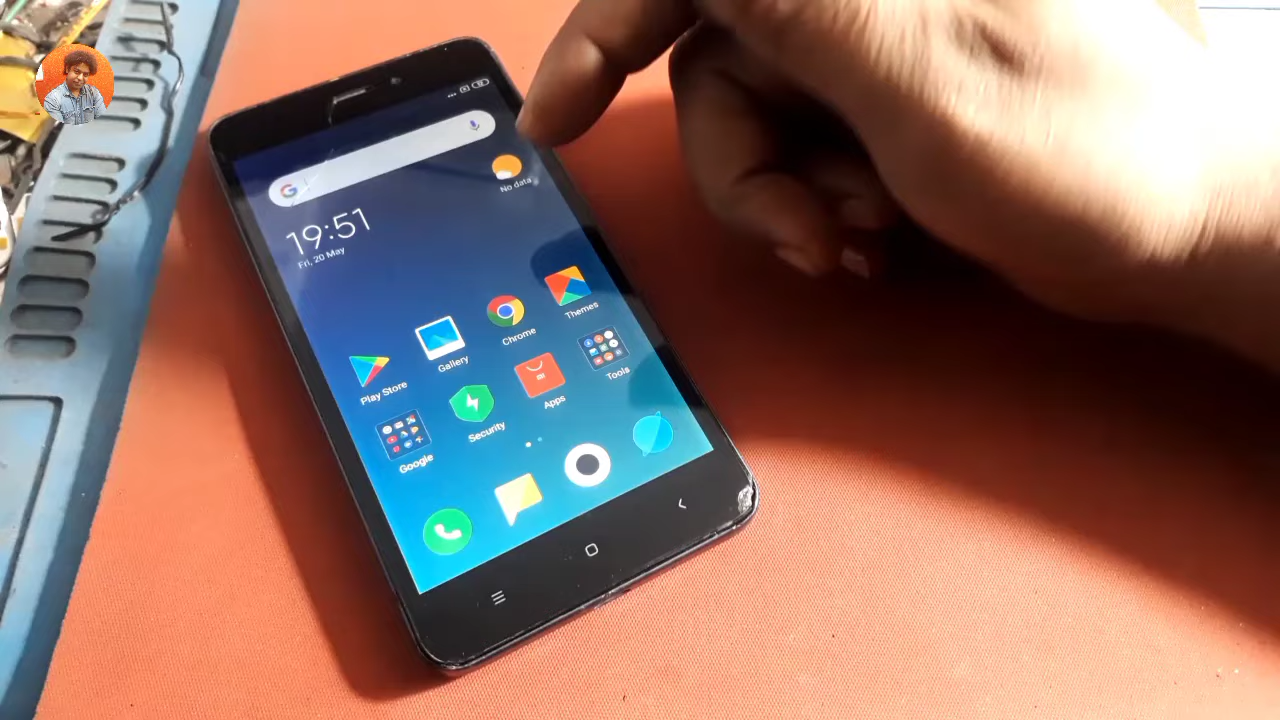 No data
19:51
Fri, 20 May
Themes
Chrome
Gallery
Play Store
Tools
Apps
Security
Google